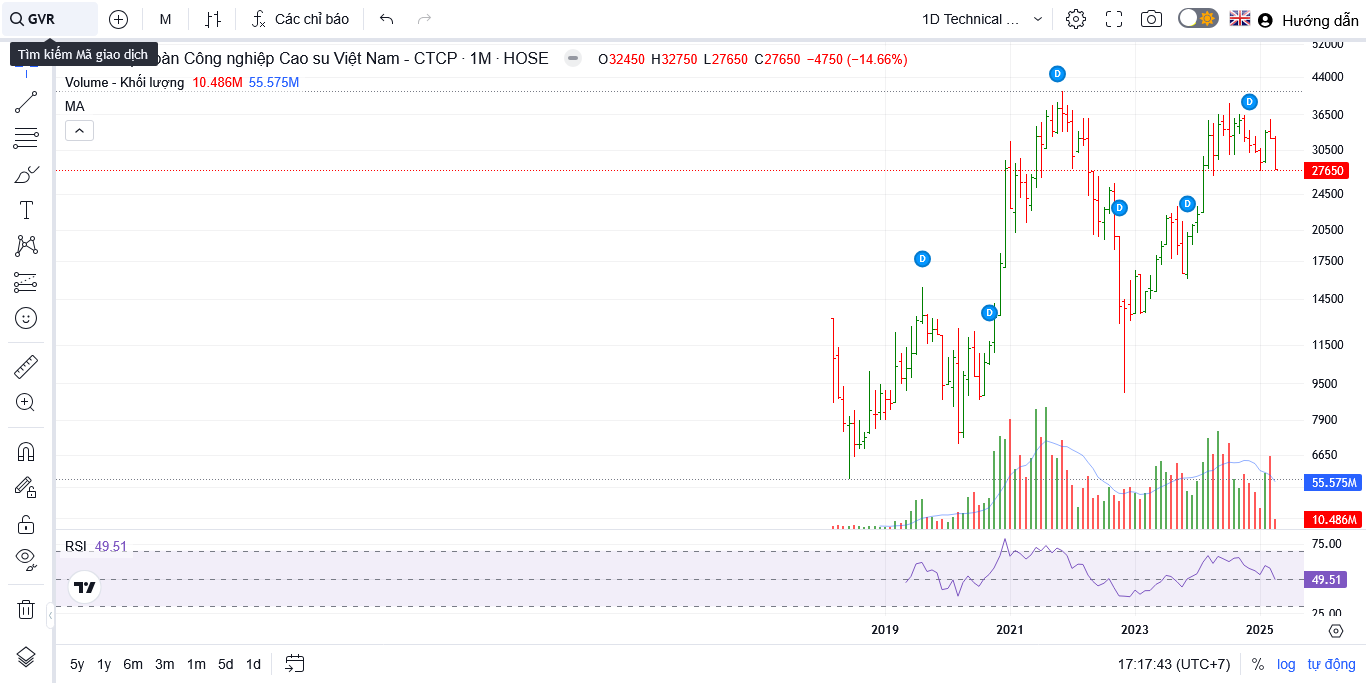 GVR
M
Các chỉ báo
1D Technical ...
Hướng dẫn
Tìm kiếm Mã giao dịch
oàn Công nghiệp Cao su Việt Nam - CTCP · 1M · HOSE
O32450 H32750 L27650 C27650 −4750 (−14.66%)
Volume - Khối lượng 10.486M 55.575M
MA
D
D
D
D
D
D
52000
44000
36500
30500
27650
24500
20500
17500
14500
11500
9500
7900
6650
55.575M
10.486M
RSI 49.51
75.00
49.51
25.00
2019
2021
2023
2025
5y 1y 6m 3m 1m 5d 1d
17:17:43 (UTC+7)
%
log
tự động